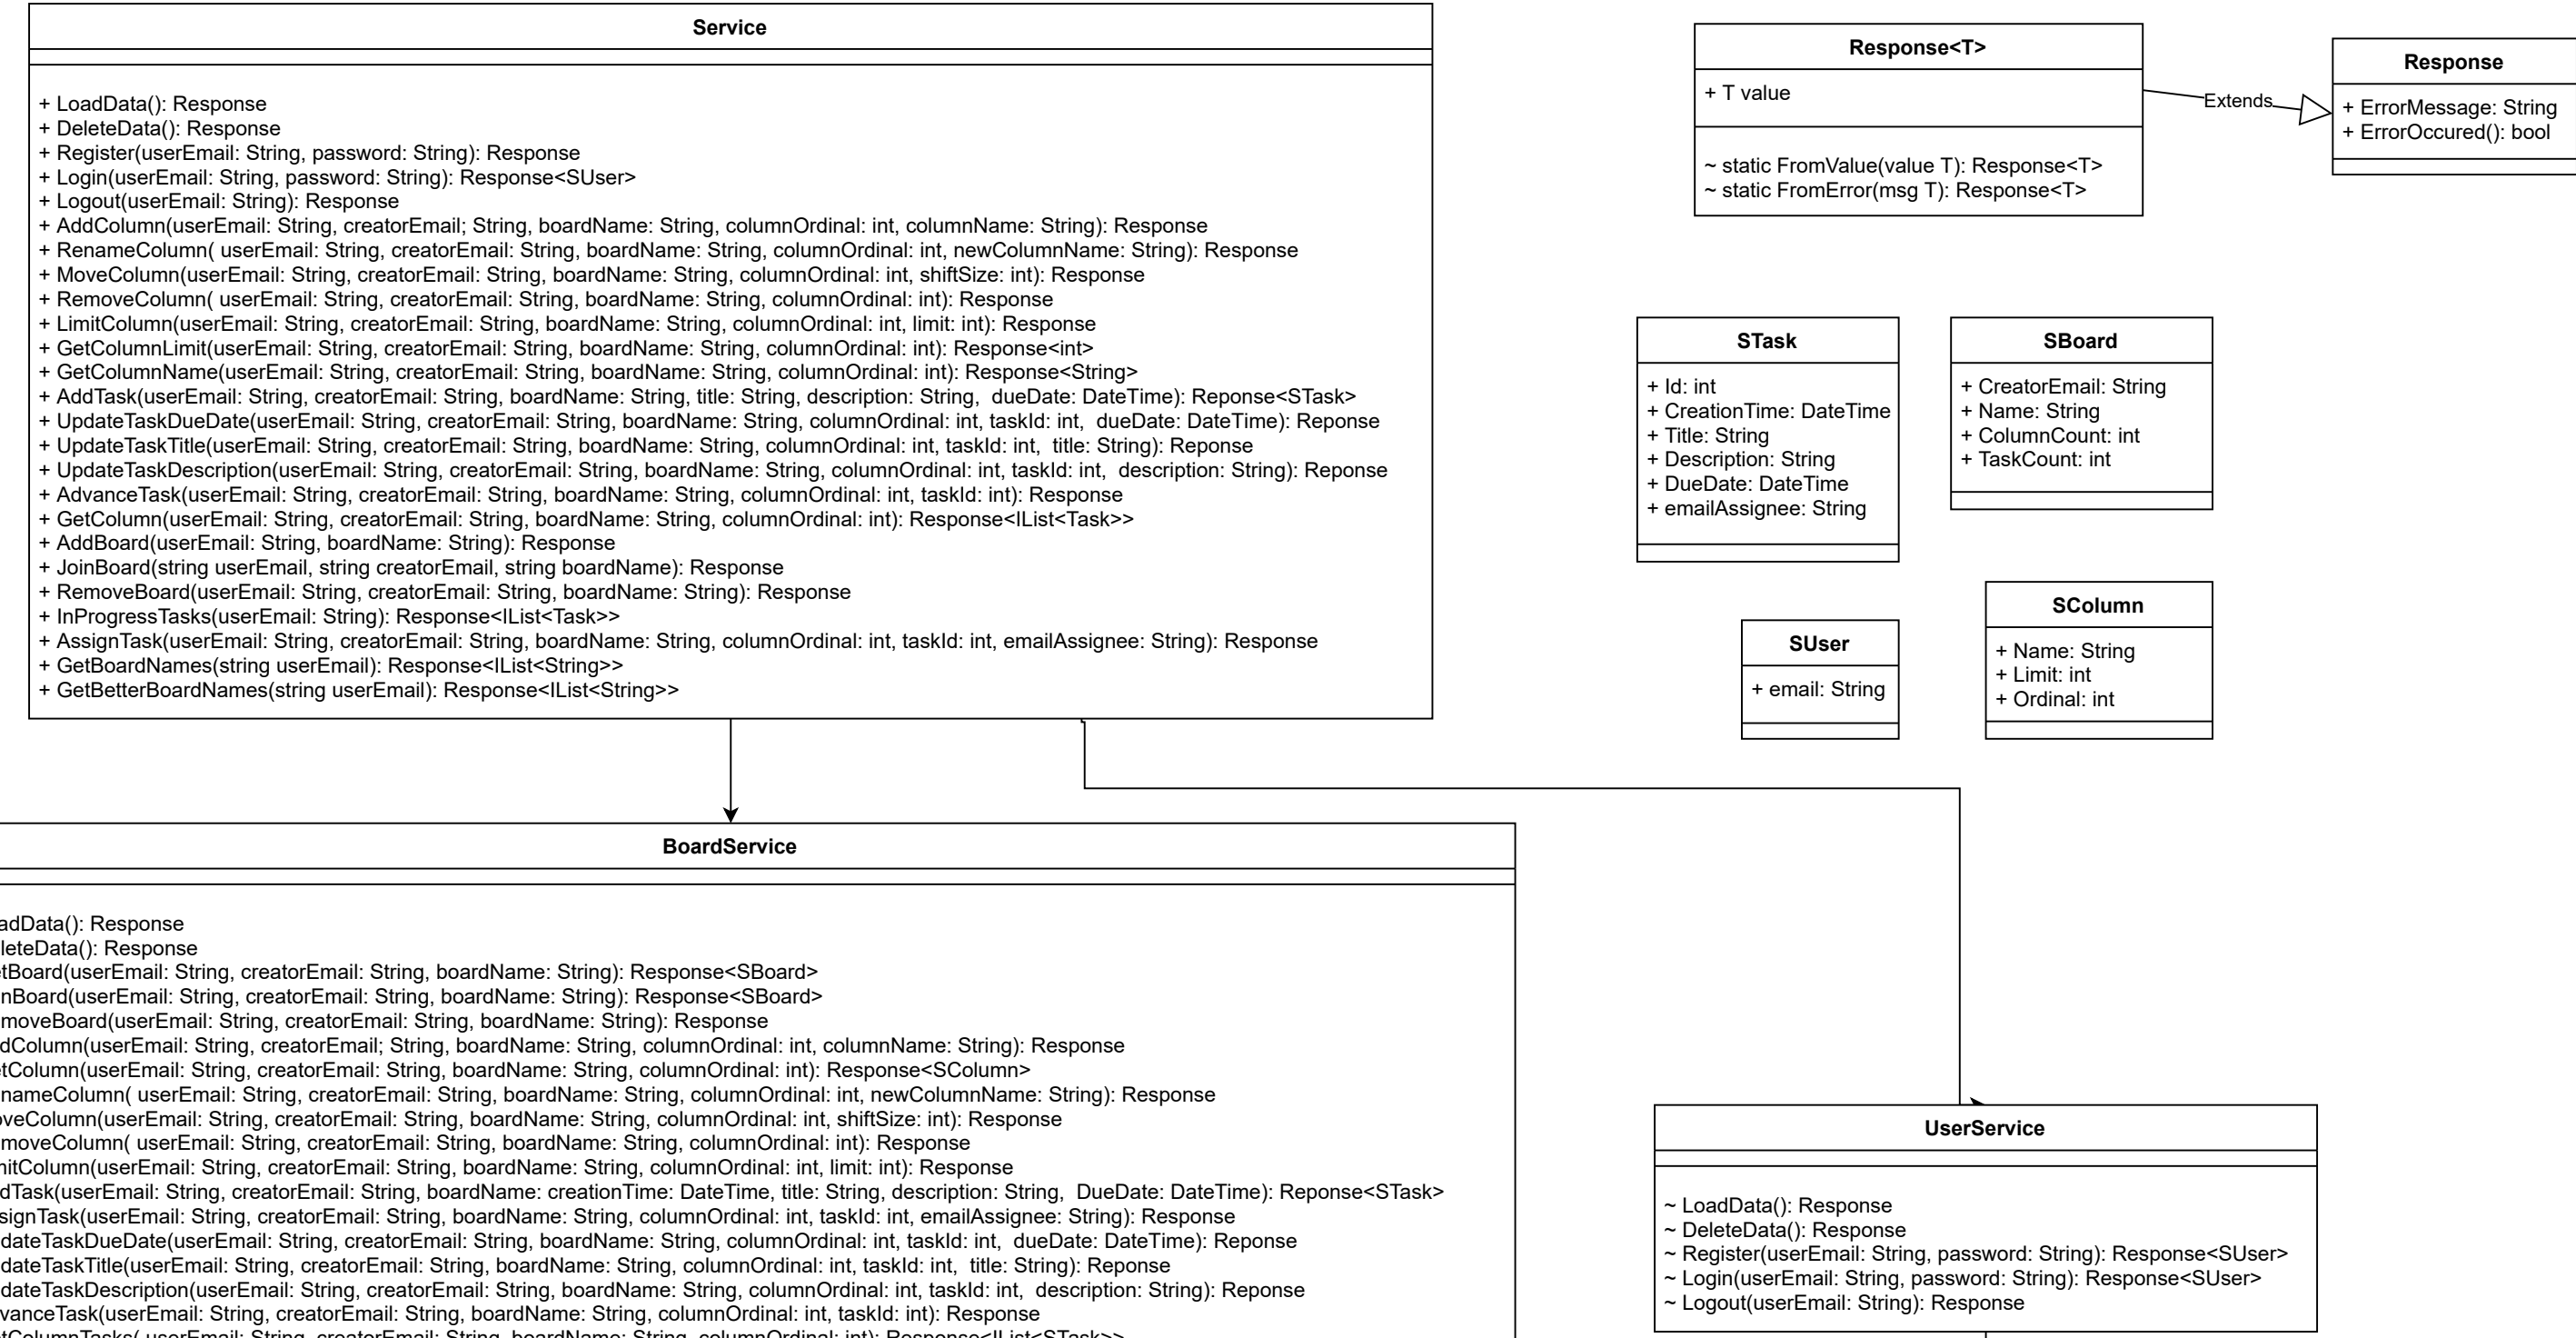 Service
+ LoadData(): Response
+ DeleteData(): Response
+ Register(userEmail: String, password: String): Response
+ Login(userEmail: String, password: String): Response<SUser>
+ Logout(userEmail: String): Response
+ AddColumn(userEmail: String, creatorEmail; String, boardName: String, columnOrdinal: int, columnName: String): Response
+ RenameColumn( userEmail: String, creatorEmail: String, boardName: String, columnOrdinal: int, newColumnName: String): Response
+ MoveColumn(userEmail: String, creatorEmail: String, boardName: String, columnOrdinal: int, shiftSize: int): Response
+ RemoveColumn( userEmail: String, creatorEmail: String, boardName: String, columnOrdinal: int): Response
+ LimitColumn(userEmail: String, creatorEmail: String, boardName: String, columnOrdinal: int, limit: int): Response
+ GetColumnLimit(userEmail: String, creatorEmail: String, boardName: String, columnOrdinal: int): Response<int>
+ GetColumnName(userEmail: String, creatorEmail: String, boardName: String, columnOrdinal: int): Response<String>
+ AddTask(userEmail: String, creatorEmail: String, boardName: String, title: String, description: String,  dueDate: DateTime): Reponse<STask>
+ UpdateTaskDueDate(userEmail: String, creatorEmail: String, boardName: String, columnOrdinal: int, taskId: int,  dueDate: DateTime): Reponse
+ UpdateTaskTitle(userEmail: String, creatorEmail: String, boardName: String, columnOrdinal: int, taskId: int,  title: String): Reponse
+ UpdateTaskDescription(userEmail: String, creatorEmail: String, boardName: String, columnOrdinal: int, taskId: int,  description: String): Reponse
+ AdvanceTask(userEmail: String, creatorEmail: String, boardName: String, columnOrdinal: int, taskId: int): Response
+ GetColumn(userEmail: String, creatorEmail: String, boardName: String, columnOrdinal: int): Response<IList<Task>>
+ AddBoard(userEmail: String, boardName: String): Response
+ JoinBoard(string userEmail, string creatorEmail, string boardName): Response
+ RemoveBoard(userEmail: String, creatorEmail: String, boardName: String): Response
+ InProgressTasks(userEmail: String): Response<IList<Task>>
+ AssignTask(userEmail: String, creatorEmail: String, boardName: String, columnOrdinal: int, taskId: int, emailAssignee: String): Response
+ GetBoardNames(string userEmail): Response<IList<String>>
+ GetBetterBoardNames(string userEmail): Response<IList<String>>
Response<T>
+ T value
~ static FromValue(value T): Response<T>
~ static FromError(msg T): Response<T>
Extends
Response
+ ErrorMessage: String
+ ErrorOccured(): bool
STask
+ Id: int
+ CreationTime: DateTime
+ Title: String
+ Description: String
+ DueDate: DateTime
+ emailAssignee: String
SBoard
+ CreatorEmail: String
+ Name: String
+ ColumnCount: int
+ TaskCount: int
SUser
+ email: String
SColumn
+ Name: String
+ Limit: int
+ Ordinal: int
BoardService
adData(): Response
leteData(): Response
tBoard(userEmail: String, creatorEmail: String, boardName: String): Response<SBoard>
nBoard(userEmail: String, creatorEmail: String, boardName: String): Response<SBoard>
moveBoard(userEmail: String, creatorEmail: String, boardName: String): Response
dColumn(userEmail: String, creatorEmail; String, boardName: String, columnOrdinal: int, columnName: String): Response
tColumn(userEmail: String, creatorEmail: String, boardName: String, columnOrdinal: int): Response<SColumn>
nameColumn( userEmail: String, creatorEmail: String, boardName: String, columnOrdinal: int, newColumnName: String): Response
oveColumn(userEmail: String, creatorEmail: String, boardName: String, columnOrdinal: int, shiftSize: int): Response
moveColumn( userEmail: String, creatorEmail: String, boardName: String, columnOrdinal: int): Response
nitColumn(userEmail: String, creatorEmail: String, boardName: String, columnOrdinal: int, limit: int): Response
dTask(userEmail: String, creatorEmail: String, boardName: creationTime: DateTime, title: String, description: String,  DueDate: DateTime): Reponse<STask>
signTask(userEmail: String, creatorEmail: String, boardName: String, columnOrdinal: int, taskId: int, emailAssignee: String): Response
dateTaskDueDate(userEmail: String, creatorEmail: String, boardName: String, columnOrdinal: int, taskId: int,  dueDate: DateTime): Reponse
dateTaskTitle(userEmail: String, creatorEmail: String, boardName: String, columnOrdinal: int, taskId: int,  title: String): Reponse
dateTaskDescription(userEmail: String, creatorEmail: String, boardName: String, columnOrdinal: int, taskId: int,  description: String): Reponse
vanceTask(userEmail: String, creatorEmail: String, boardName: String, columnOrdinal: int, taskId: int): Response
tColumnTasks( userEmail: String, creatorEmail: String, boardName: String, columnOrdinal: int): Response<IList<STask>>
UserService
~ LoadData(): Response
~ DeleteData(): Response
~ Register(userEmail: String, password: String): Response<SUser>
~ Login(userEmail: String, password: String): Response<SUser>
~ Logout(userEmail: String): Response